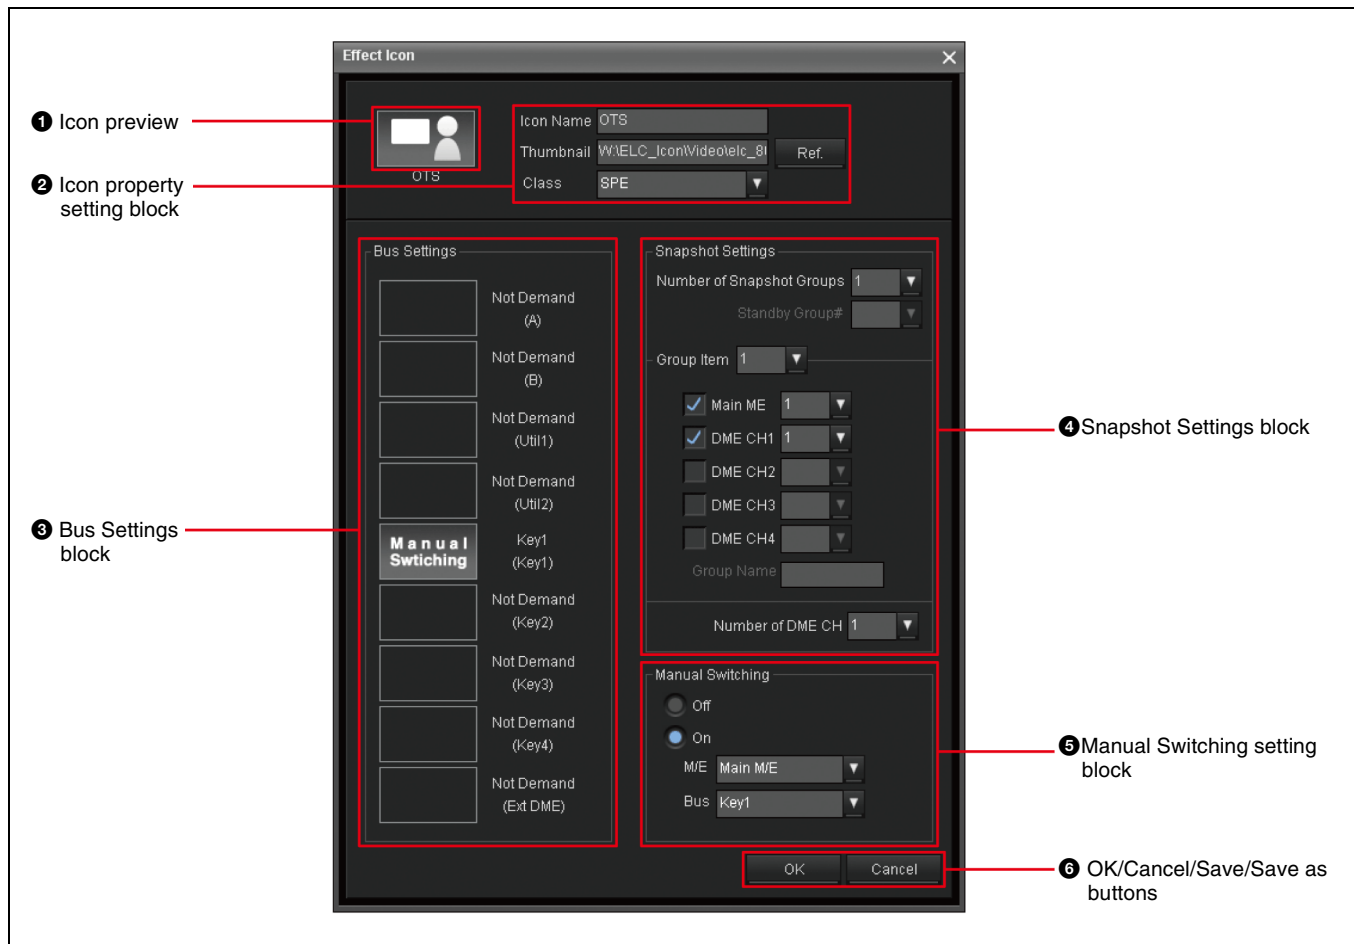 Effect Icon
❶ Icon preview
OTS
Icon Name OTS
Thumbnail W:\ELC_Icon\Video\elc_8 Ref.
Class SPE
❷ Icon property
setting block
Bus Settings
Not Demand
(A)
Not Demand
(B)
Not Demand
(Util1)
Not Demand
(Util2)
Manual
Swtiching
Key1
(Key1)
Not Demand
(Key2)
Not Demand
(Key3)
Not Demand
(Key4)
Not Demand
(Ext DME)
❸ Bus Settings
block
Snapshot Settings
Number of Snapshot Groups 1
Standby Group#
Group Item 1
Main ME 1
DME CH1 1
DME CH2
DME CH3
DME CH4
Group Name
Number of DME CH 1
❹Snapshot Settings block
Manual Switching
Off
On
M/E Main M/E
Bus Key1
❺Manual Switching setting
block
OK Cancel
❻ OK/Cancel/Save/Save as
buttons